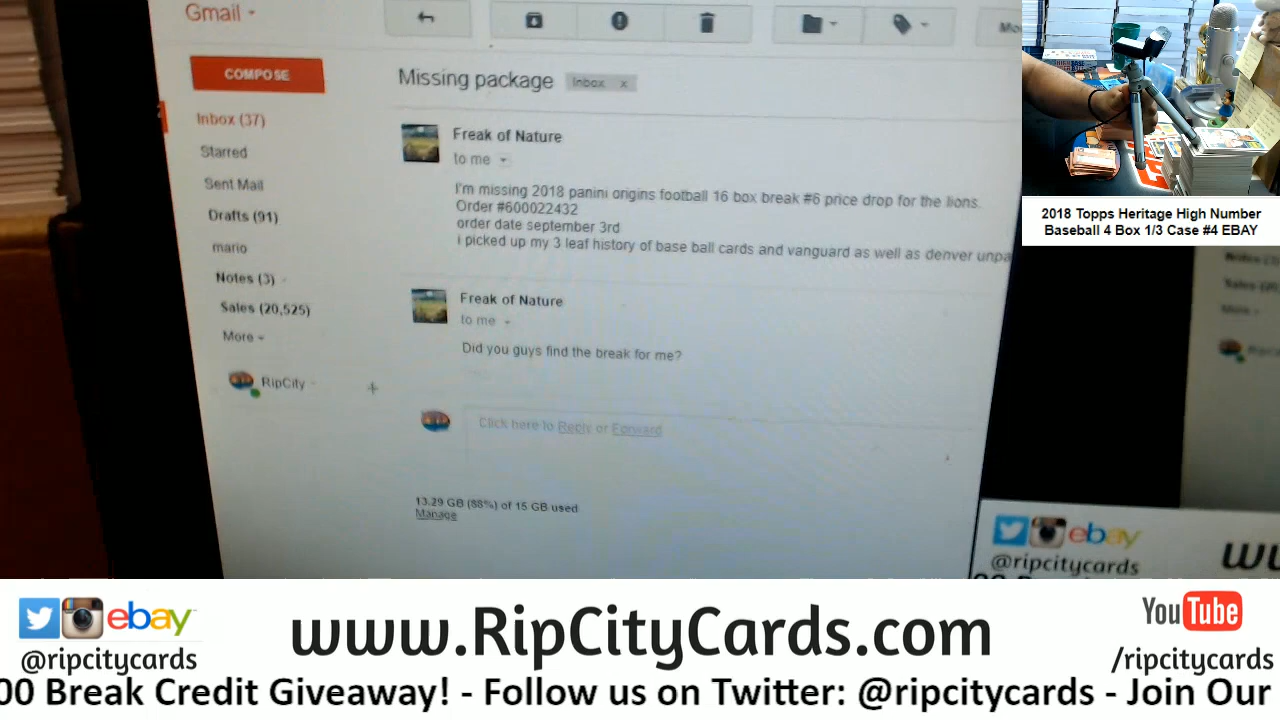 Gmail
Mo
COMPOSE
Missing package
Inbox x
Inbox (37)
Starred
Sent Mail
Drafts (91)
mario
Notes (3)
Sales (20,525)
More
RipCity
Freak of Nature
to me
I'm missing 2018 panini origins football 16 box break #6 price drop for the lions.
Order #600022432
order date september 3rd
i picked up my 3 leaf history of base ball cards and vanguard as well as denver unpa
Freak of Nature
to me
Did you guys find the break for me?
Click here to Reply or Forward
13.29 GB (88%) of 15 GB used
Manage
2018 Topps Heritage High Number
Baseball 4 Box 1/3 Case #4 EBAY
More
ebay
@ripcitycards
wu
ebay
@ripcitycards
www.RipCityCards.com
YouTube
/ripcitycards
00 Break Credit Giveaway! - Follow us on Twitter: @ripcitycards - Join Our